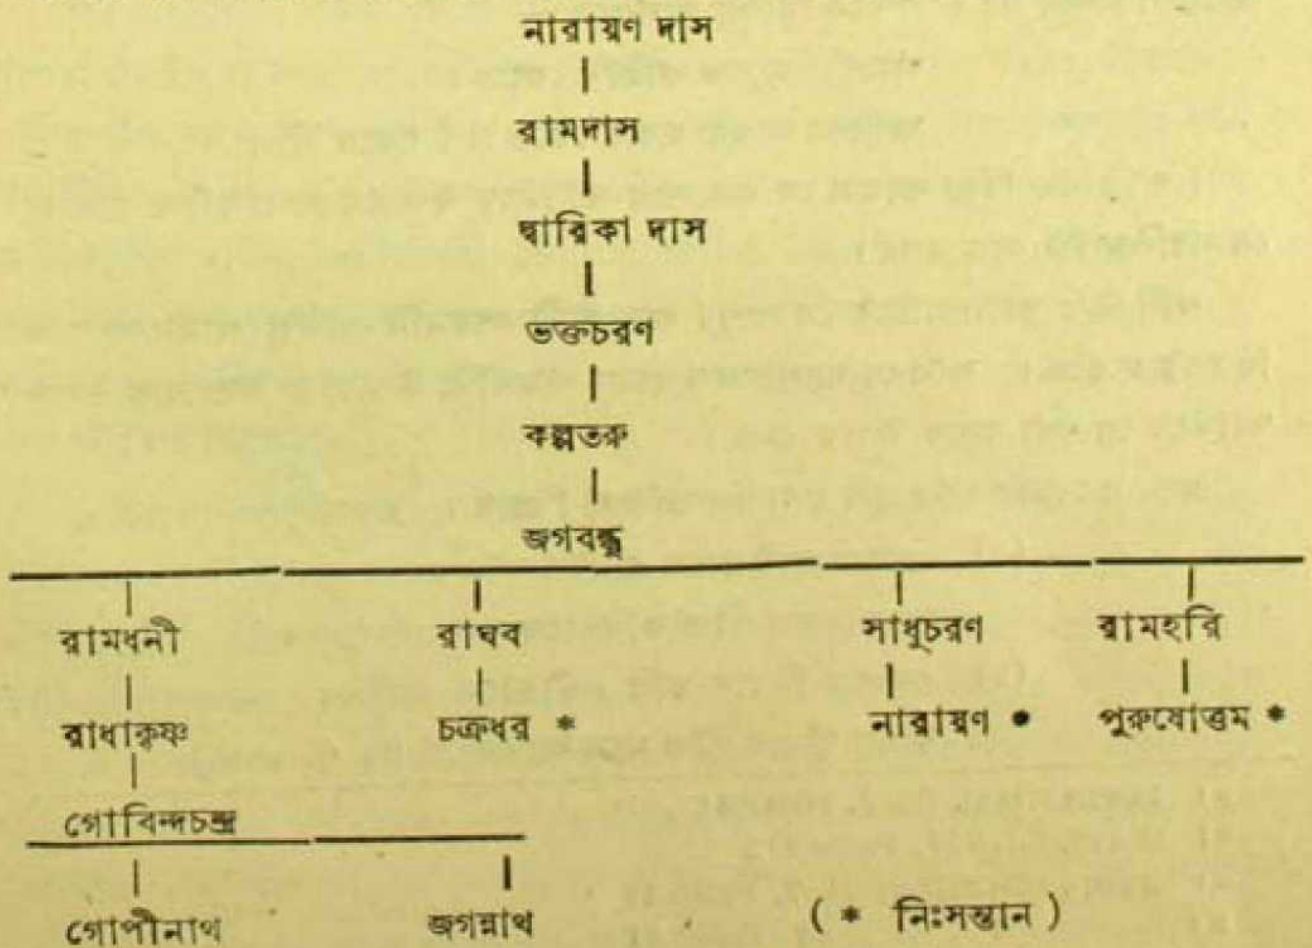 নারায়ণ দাস
রামদাস
দ্বারিকা দাস
ভক্তচরণ
কল্পতরু
জগবন্ধু
রামধনী রাঘব সাধুচরণ রামহরি
রাধাকৃষ্ণ চক্রধর * নারায়ণ * পুরুষোত্তম *
গোবিন্দচন্দ্র
গোপীনাথ জগন্নাথ ( * নিঃসন্তান )